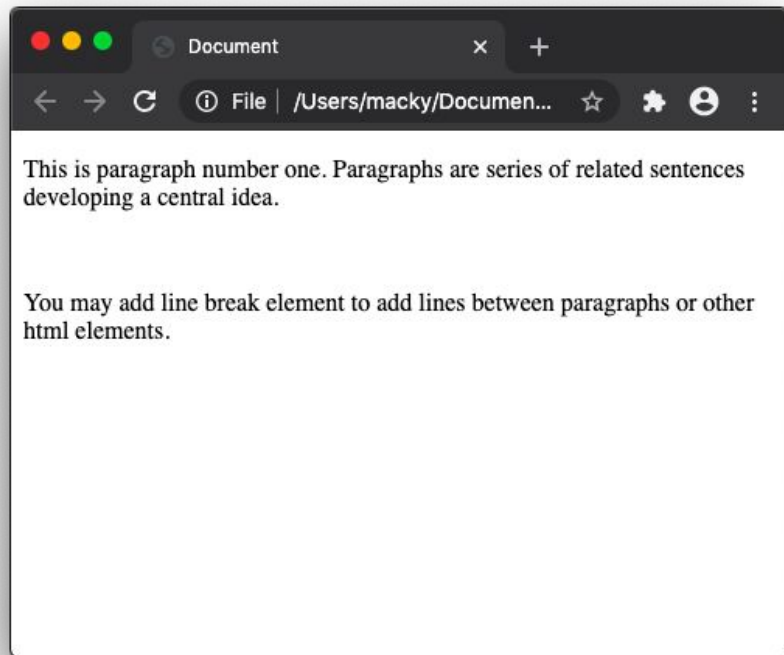 Document
File /Users/macky/Documen...
This is paragraph number one. Paragraphs are series of related sentences
developing a central idea.
You may add line break element to add lines between paragraphs or other
html elements.